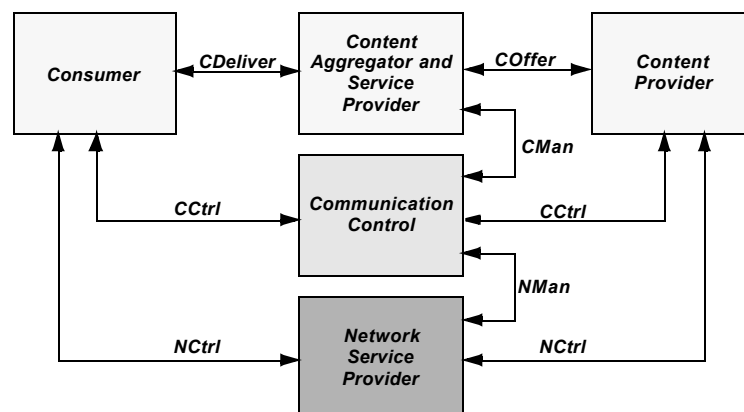 Consumer
CDeliver
Content
Aggregator and
Service
Provider
COffer
Content
Provider
CMan
CCtrl
Communication
Control
CCtrl
NMan
NCtrl
Network
Service
Provider
NCtrl